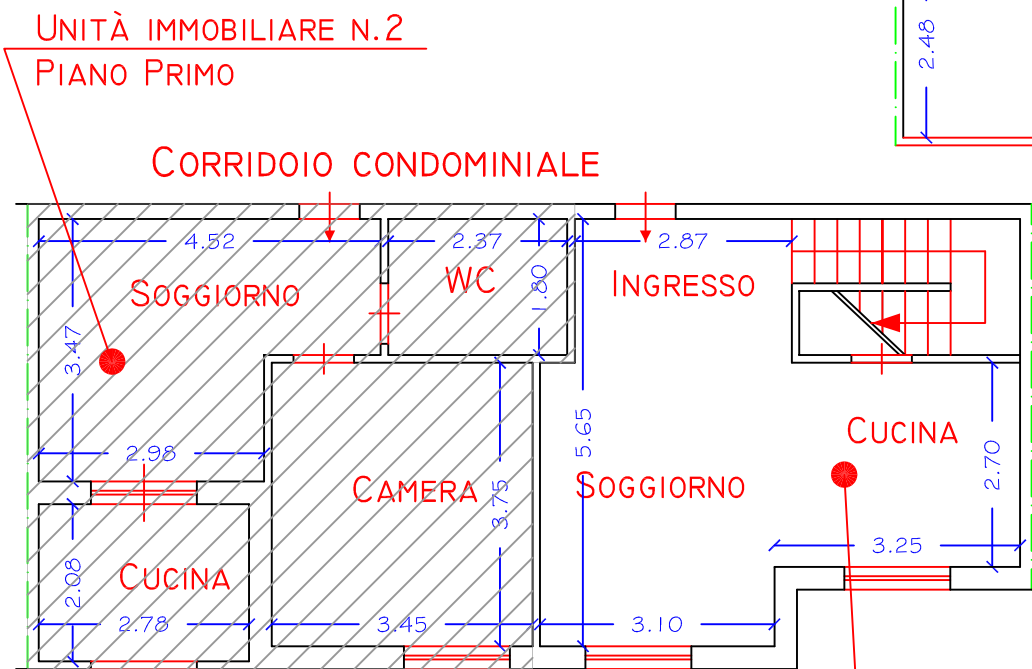 UNITÀ IMMOBILIARE N.2
PIANO PRIMO
2.48
CORRIDOIO CONDOMINIALE
4.52
2.37
2.87
SOGGIORNO
WC
1.80
INGRESSO
3.47
2.98
5.65
CUCINA
CAMERA
3.75
SOGGIORNO
2.70
3.25
2.08
CUCINA
2.78
3.45
3.10